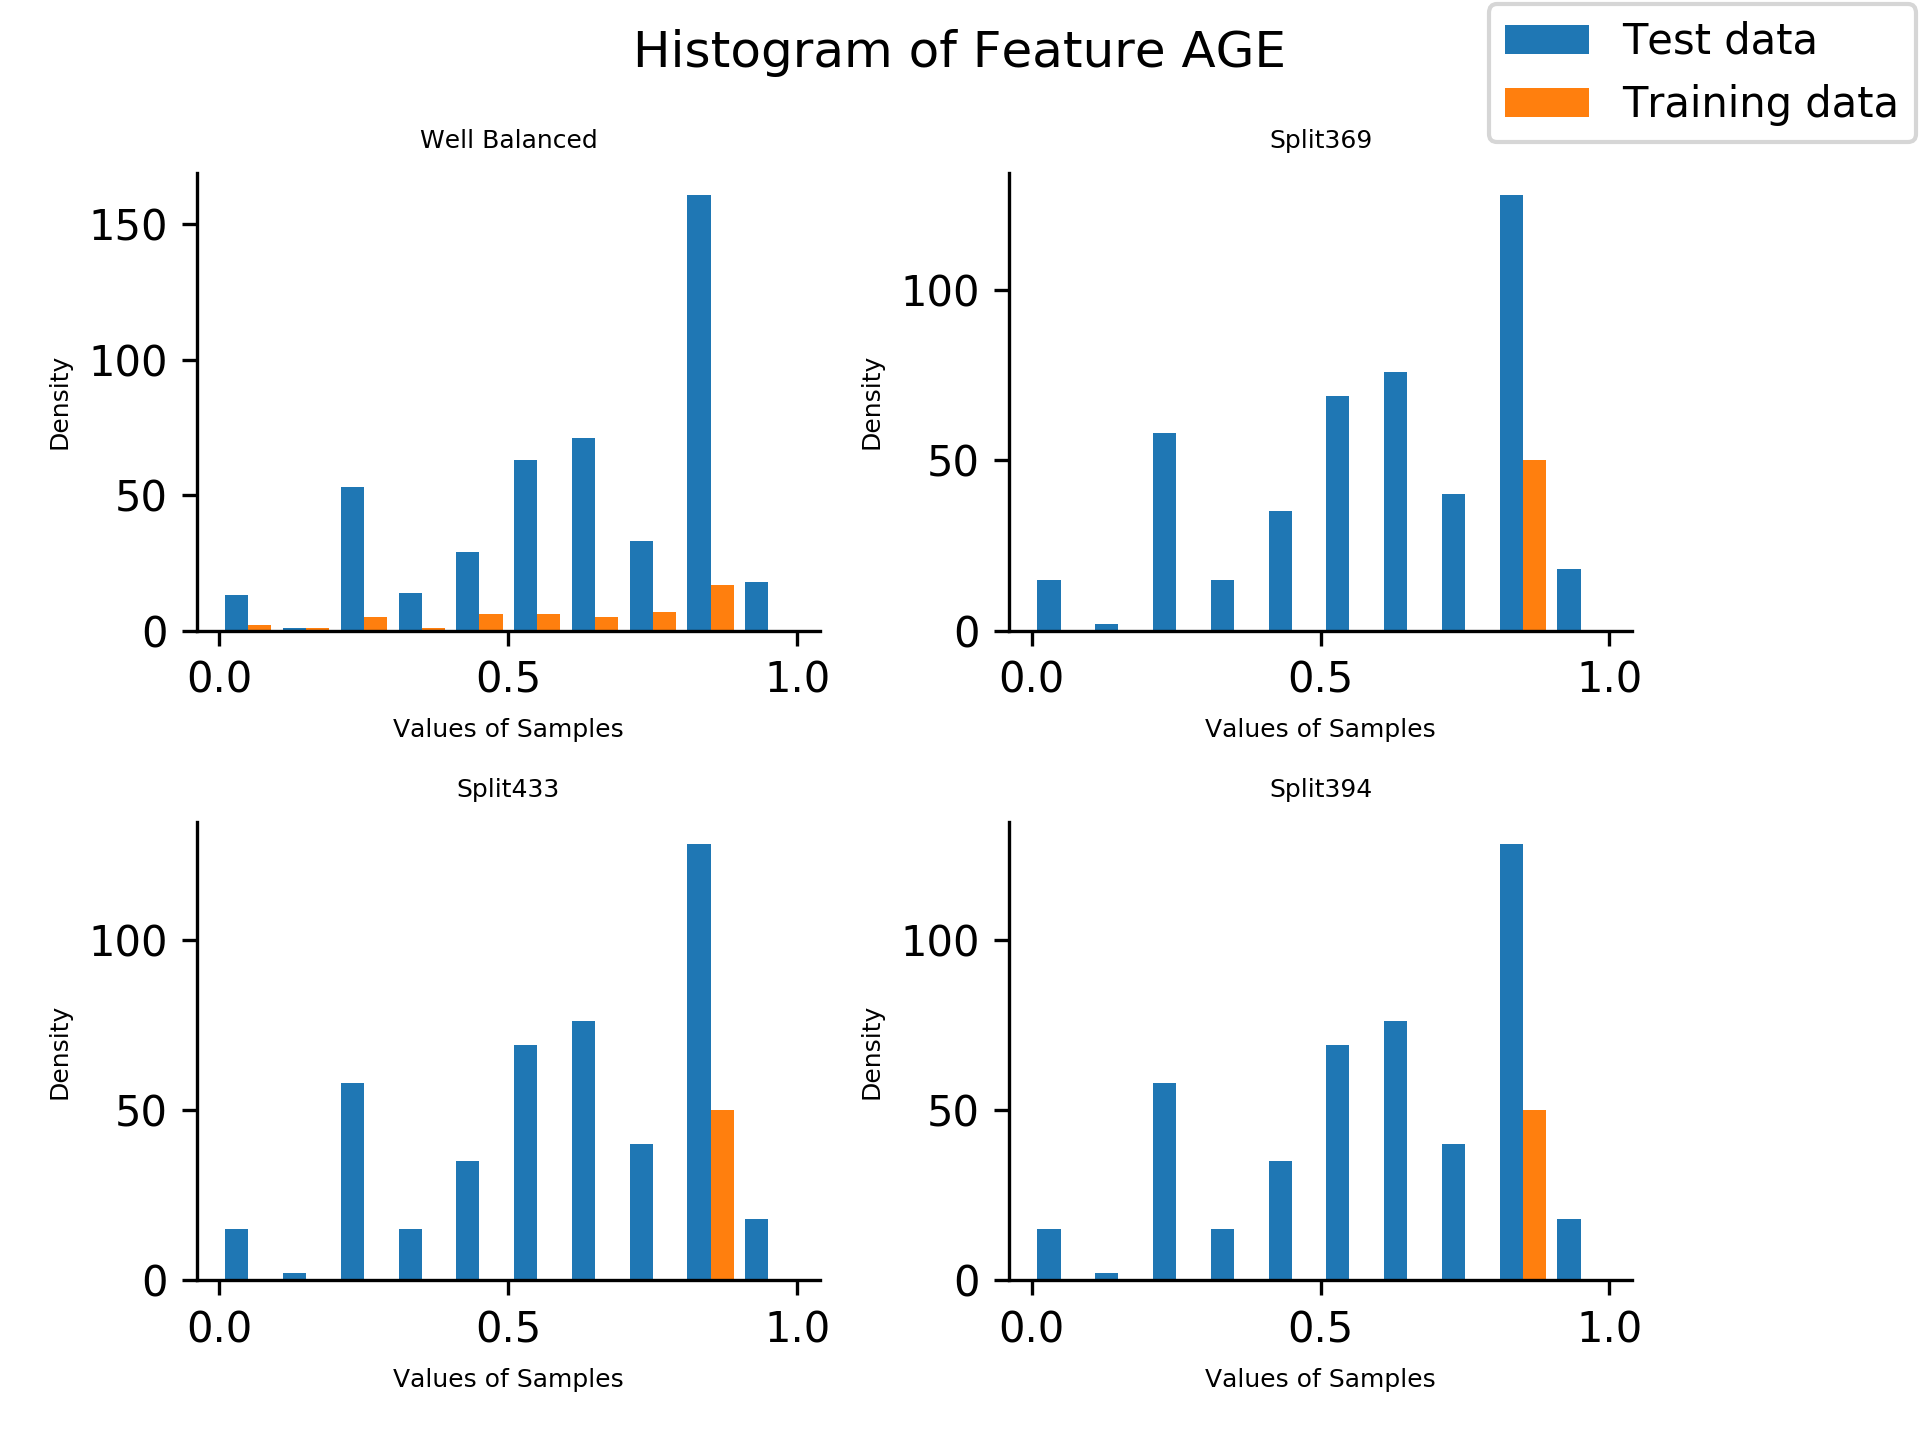 Histogram of Feature AGE
Test data
Training data
Well Balanced
150
100
50
0
Density
0.0 0.5 1.0
Values of Samples
Split369
100
50
0
Density
0.0 0.5 1.0
Values of Samples
Split433
100
50
0
Density
0.0 0.5 1.0
Values of Samples
Split394
100
50
0
Density
0.0 0.5 1.0
Values of Samples